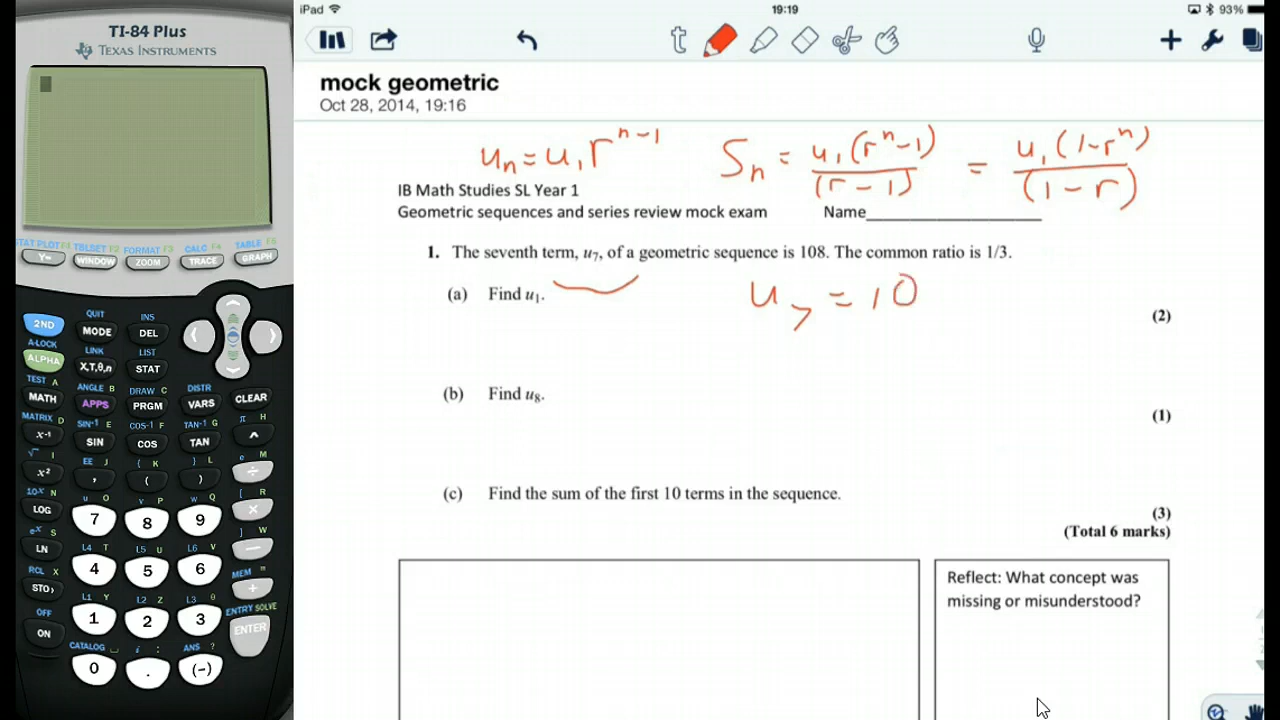 iPad 19:19 93%
TI-84 Plus
TEXAS INSTRUMENTS
t
mock geometric
Oct 28, 2014, 19:16
uₙ = u₁rⁿ⁻¹ Sₙ = u₁(rⁿ-1)/(r-1) = u₁(1-rⁿ)/(1-r)
IB Math Studies SL Year 1
Geometric sequences and series review mock exam Name____________________
1. The seventh term, u₇, of a geometric sequence is 108. The common ratio is 1/3.
(a) Find u₁. u₇ = 10
(2)
(b) Find u₈.
(1)
(c) Find the sum of the first 10 terms in the sequence.
(3)
(Total 6 marks)
Reflect: What concept was
missing or misunderstood?
STAT PLOT F1 TBLSET F2 FORMAT F3 CALC F4 TABLE F5
Y= WINDOW ZOOM TRACE GRAPH
QUIT INS
2ND MODE DEL
A-LOCK LINK LIST
ALPHA X,T,θ,n STAT
TEST A ANGLE B DRAW C DISTR
MATH APPS PRGM VARS CLEAR
MATRIX D SIN⁻¹ E COS⁻¹ F TAN⁻¹ G π H
x⁻¹ SIN COS TAN ^
√ I EE J { K } L e M
x² , ( ) ÷
10ˣ N u O v P w Q [ R
LOG 7 8 9 ×
eˣ S L4 T L5 U L6 V ] W
LN 4 5 6 −
RCL X L1 Y L2 Z L3 θ MEM "
STO› 1 2 3 +
OFF CATALOG i : ANS ? ENTRY SOLVE
ON 0 . (-) ENTER